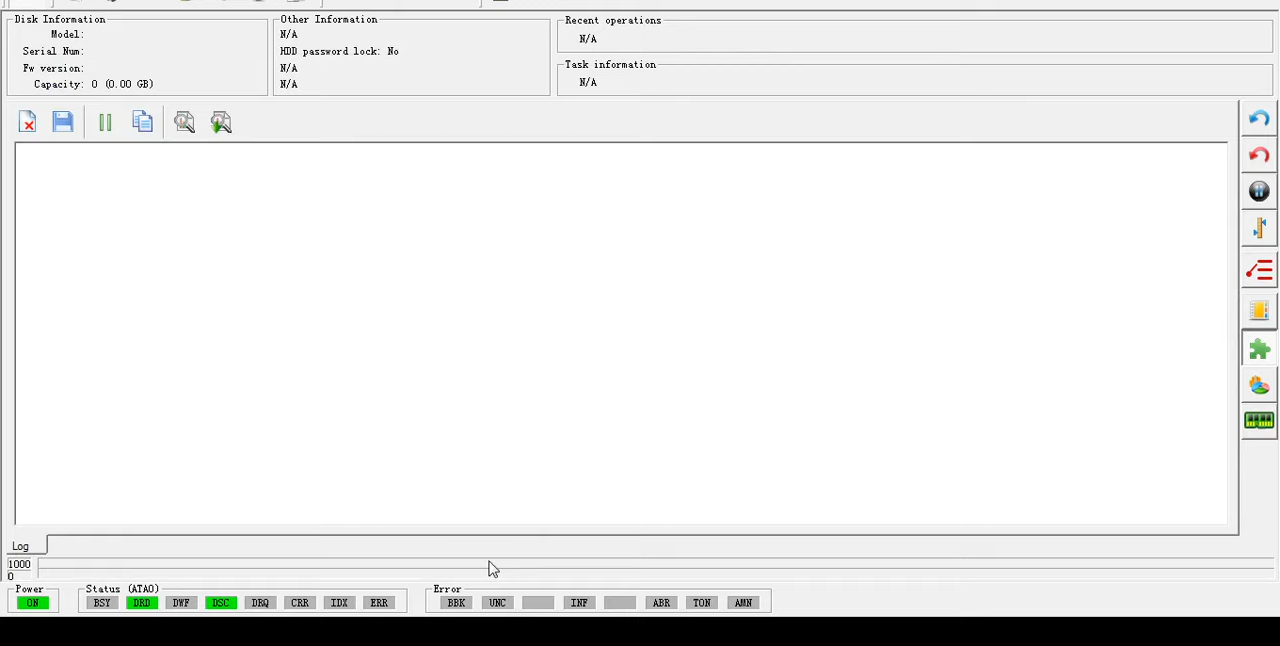 Disk Information
Model:
Serial Num:
Fw version:
Capacity: 0 (0.00 GB)
Other Information
N/A
HDD password lock: No
N/A
N/A
Recent operations
N/A
Task information
N/A
Log
1000
0
Power
ON
Status (ATA0)
BSY DRD DWF DSC DRQ CRR IDX ERR
Error
BBK UNC INF ABR TON AMN